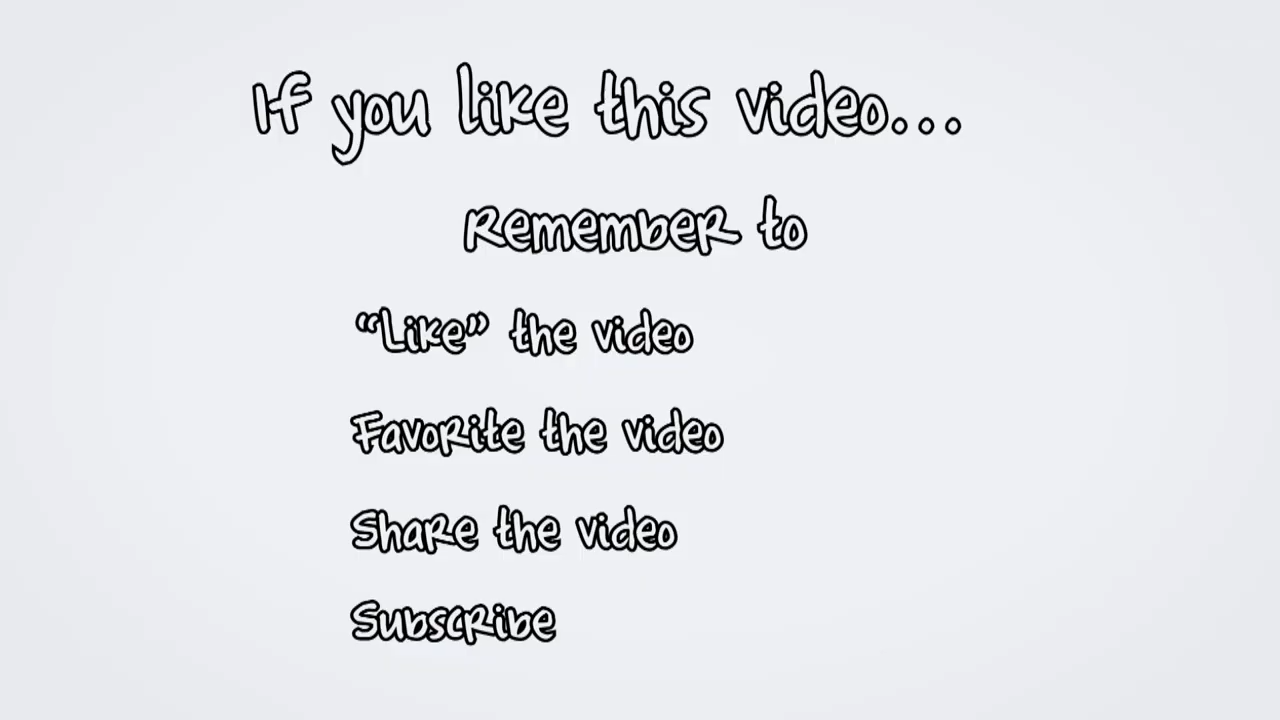 If you like this video...
Remember to
“Like” the video
Favorite the video
Share the video
Subscribe